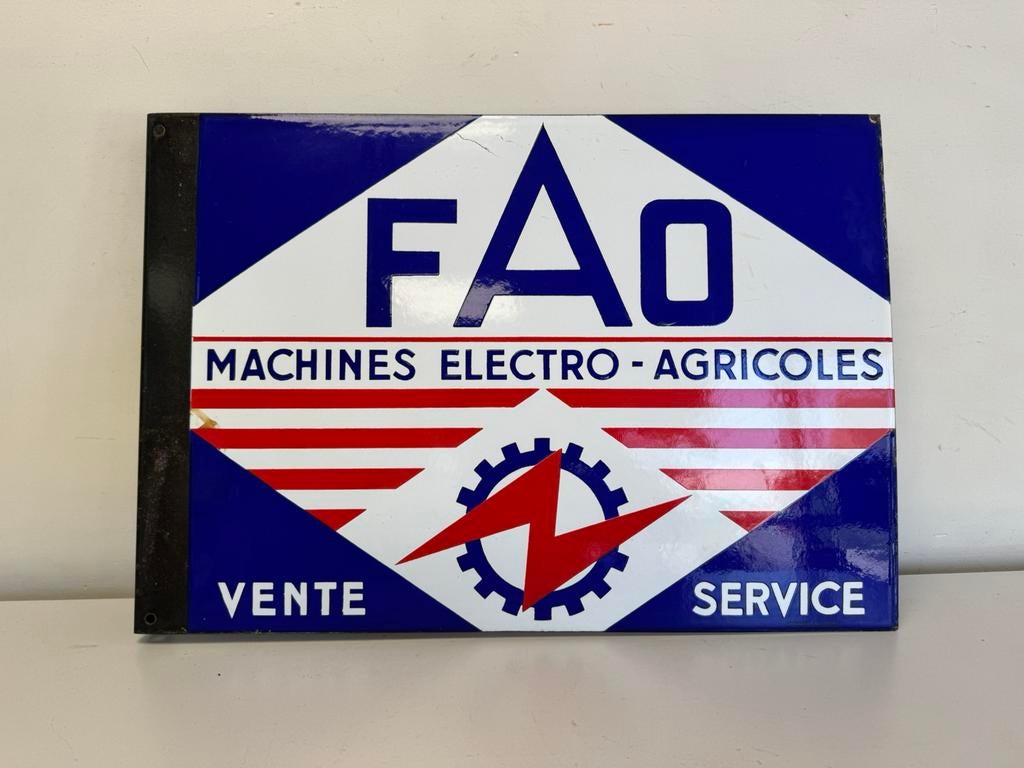 FAO
MACHINES ELECTRO - AGRICOLES
VENTE SERVICE